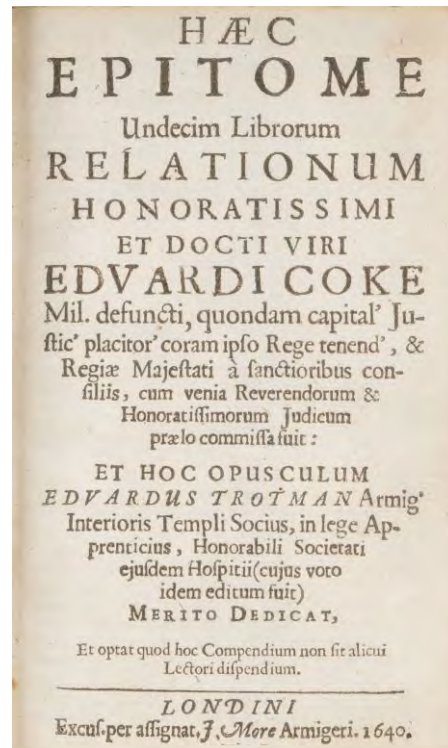 HÆC
EPITOME
Undecim Librorum
RELATIONUM
HONORATISSIMI
ET DOCTI VIRI
EDVARDI COKE
Mil. defuncti, quondam capital' Ju-
ſtic' placitor' coram ipſo Rege tenend', &
Regiæ Majeſtati à ſanctioribus con-
ſiliis, cum venia Reverendorum &
Honoratiſſimorum Judicum
prælo commiſſa fuit :
ET HOC OPUSCULUM
EDVARDUS TROTMAN Armig'
Interioris Templi Socius, in lege Ap-
prenticius, Honorabili Societati
ejuſdem Hoſpitii (cujus voto
idem editum fuit)
MERITO DEDICAT,
Et optat quod hoc Compendium non ſit alicui
Lectori diſpendium.
LONDINI
Excuſ. per aſſignat. J. More Armigeri. 1640.